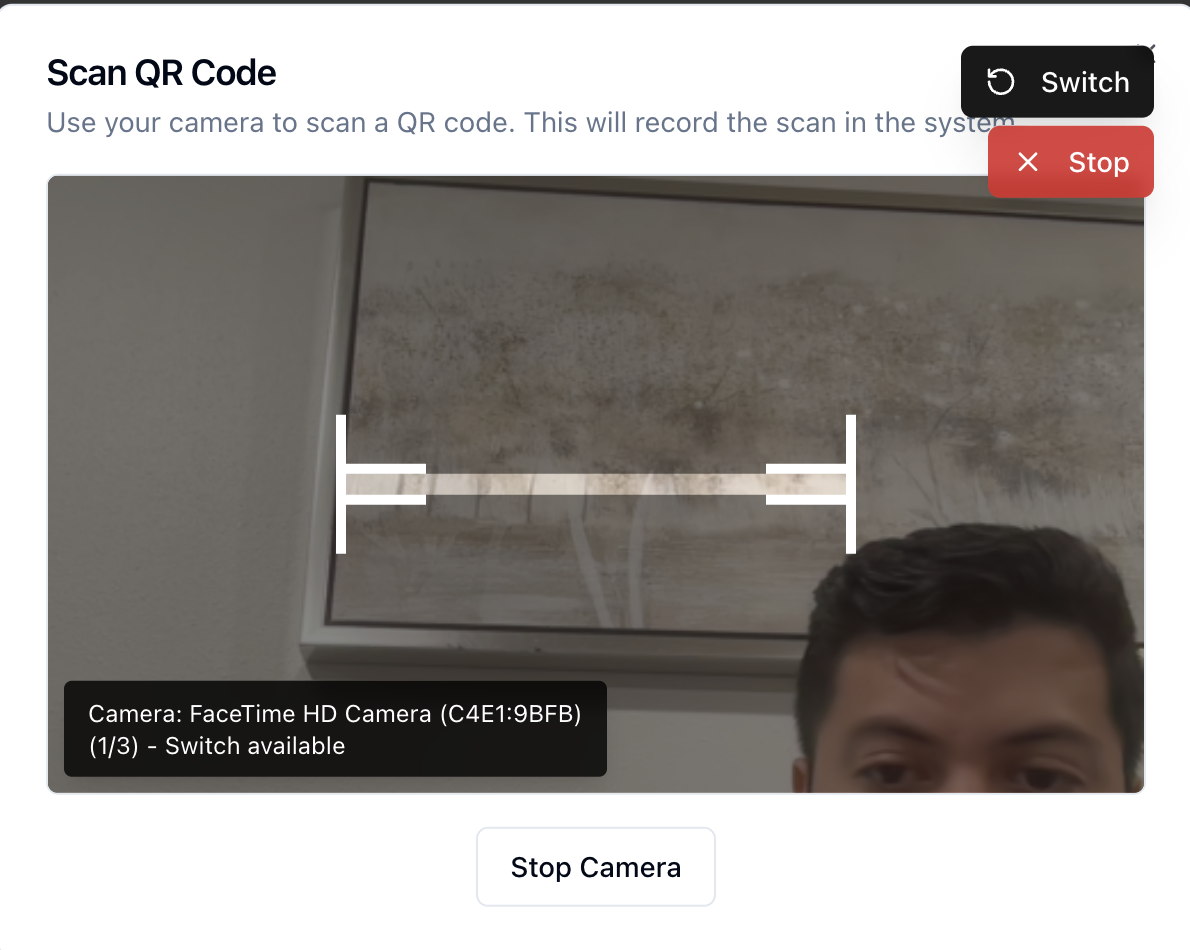 Scan QR Code
Switch
Use your camera to scan a QR code. This will record the scan in the system.
Stop
Camera: FaceTime HD Camera (C4E1:9BFB)
(1/3) - Switch available
Stop Camera